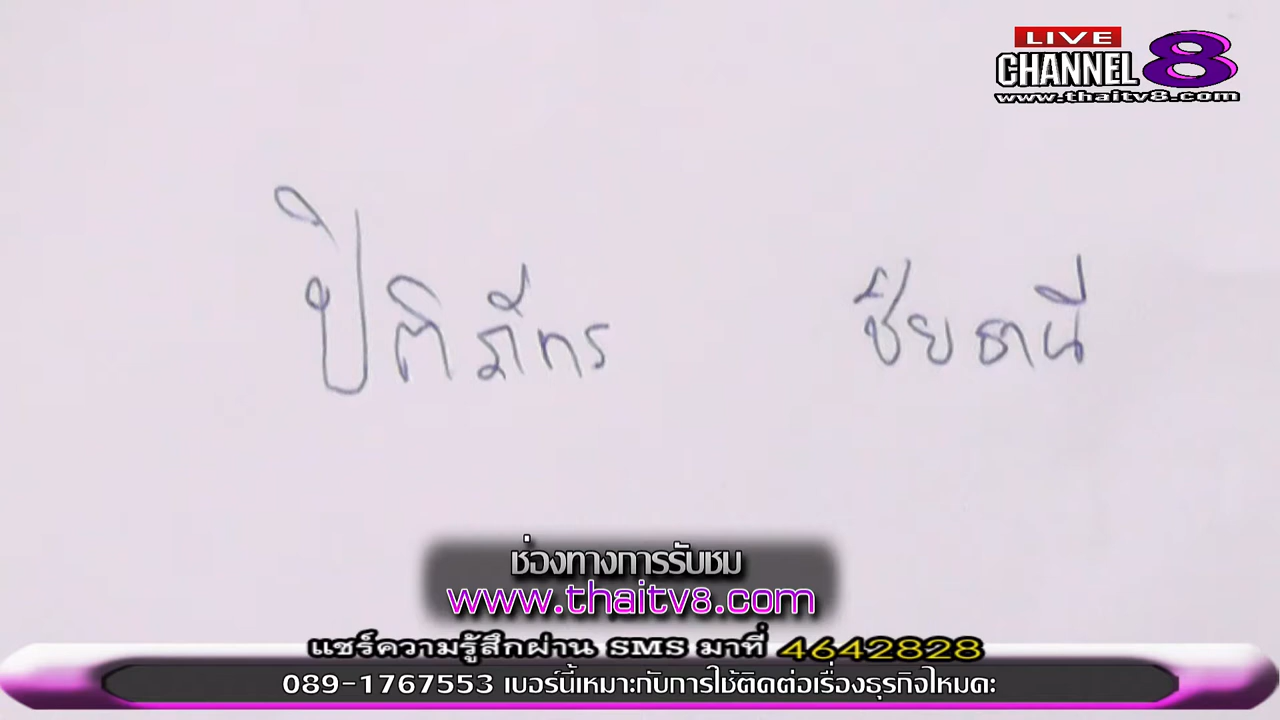 LIVE
CHANNEL 8
www.thaitv8.com
ปิติภัทร ชัยธานี
ช่องทางการรับชม
www.thaitv8.com
แชร์ความรู้สึกผ่าน SMS มาที่ 4642828
089-1767553 เบอร์นี้เหมาะกับการใช้ติดต่อเรื่องธุรกิจไหมคะ